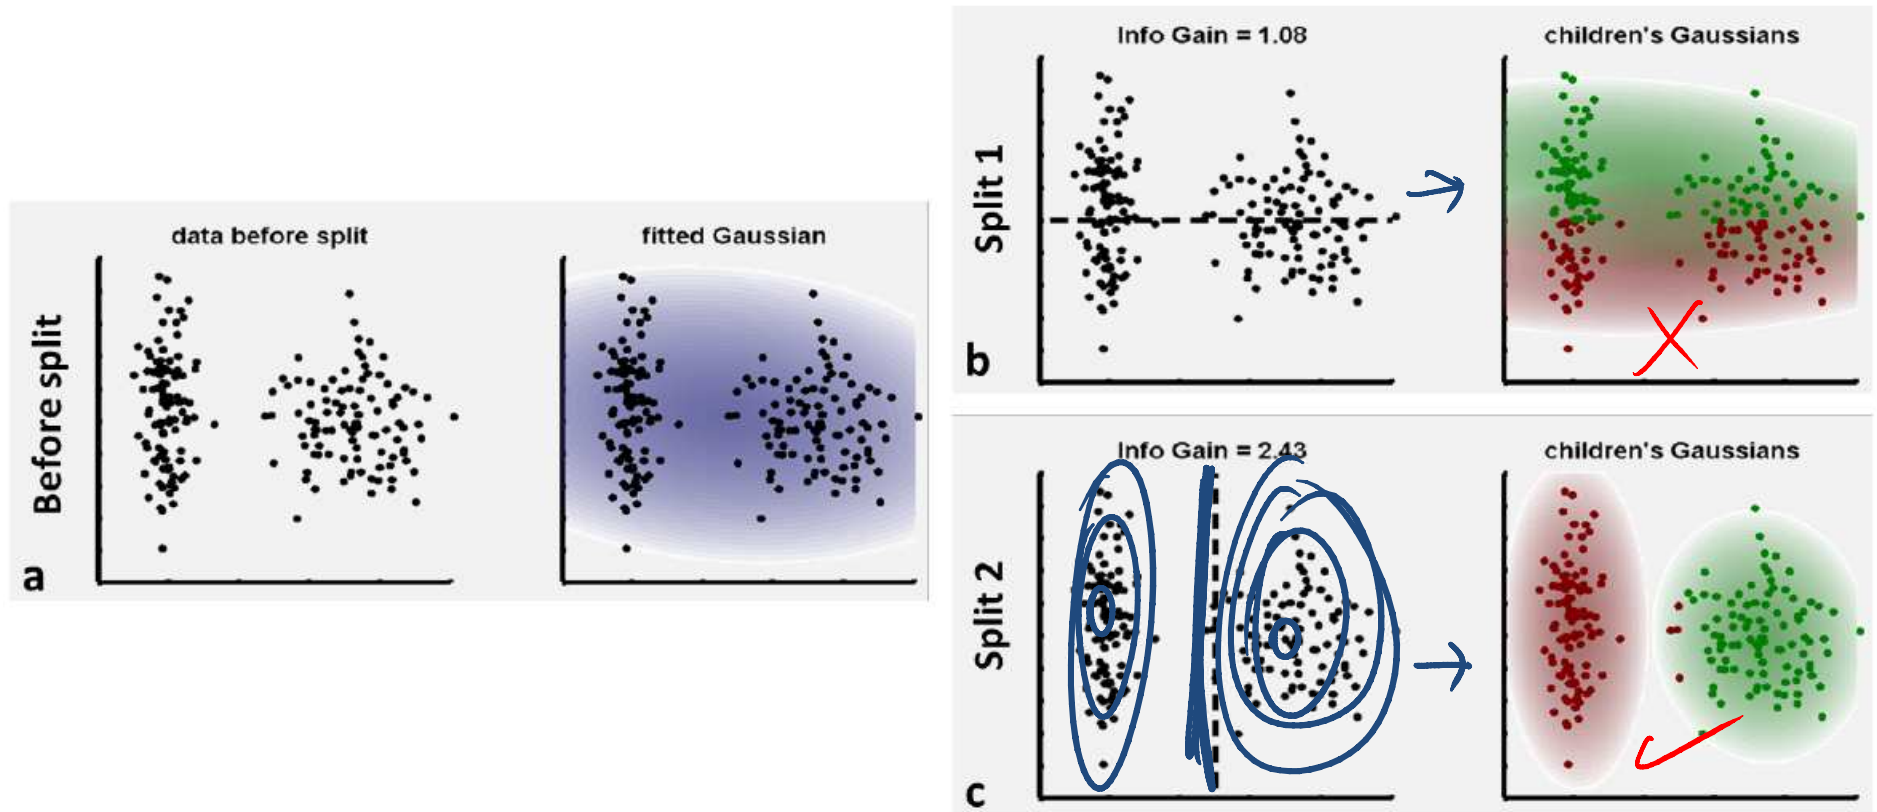 data before split
fitted Gaussian
Before split
a
Info Gain = 1.08
children's Gaussians
Split 1
b
Info Gain = 2.43
children's Gaussians
Split 2
c